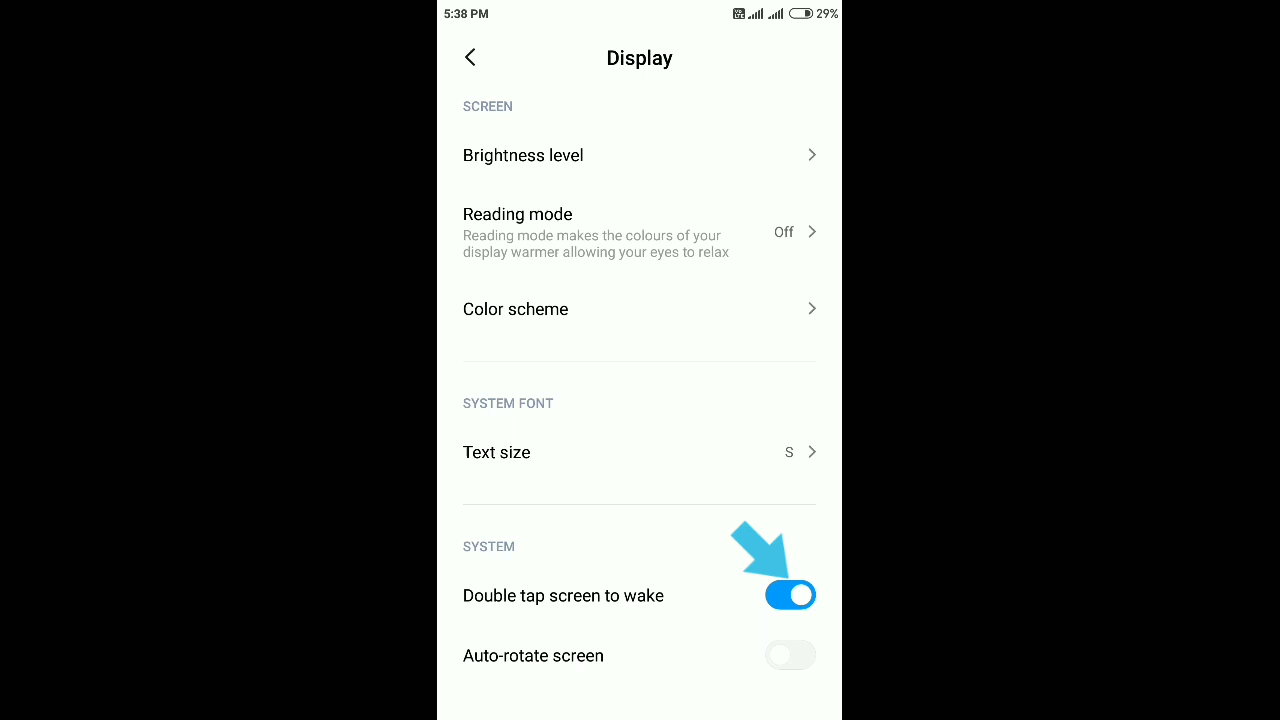 5:38 PM
VoLTE 29%
Display
SCREEN
Brightness level
Reading mode
Reading mode makes the colours of your
display warmer allowing your eyes to relax
Off
Color scheme
SYSTEM FONT
Text size
S
SYSTEM
Double tap screen to wake
Auto-rotate screen